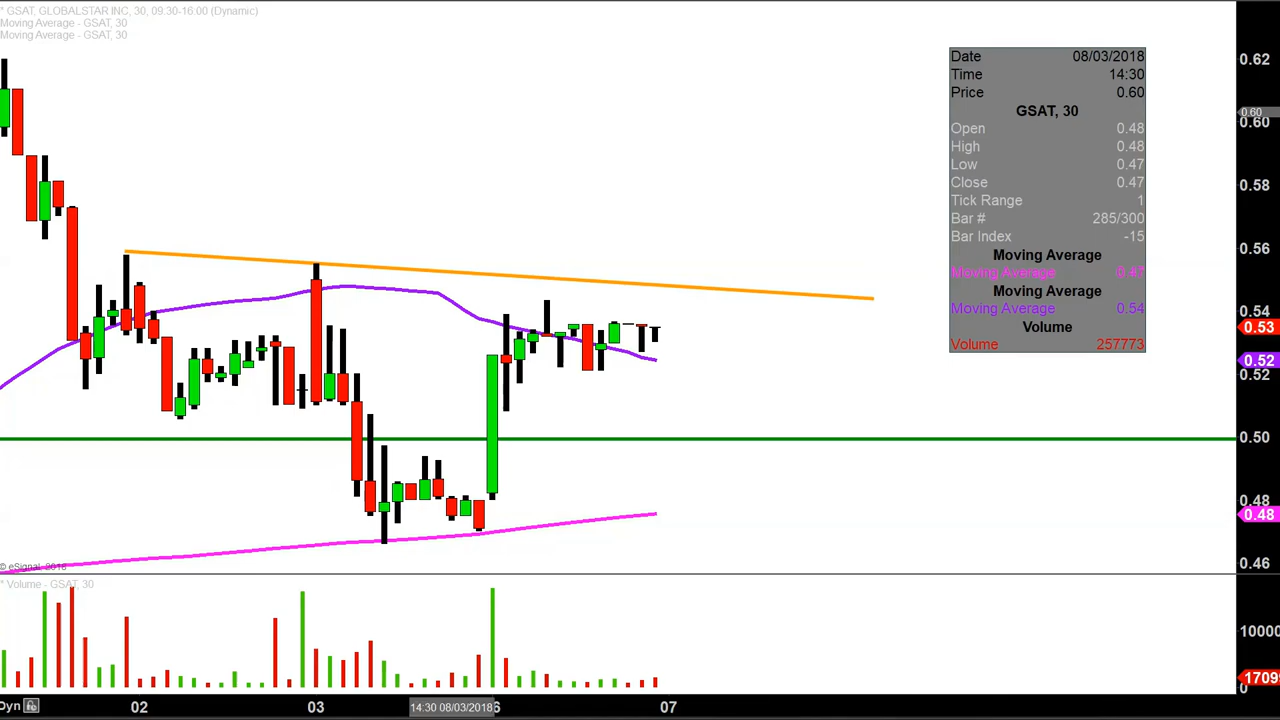 * GSAT, GLOBALSTAR INC, 30, 09:30-16:00 (Dynamic)
Moving Average - GSAT, 30
Moving Average - GSAT, 30
Date 08/03/2018
Time 14:30
Price 0.60
GSAT, 30
Open 0.48
High 0.48
Low 0.47
Close 0.47
Tick Range 1
Bar # 285/300
Bar Index -15
Moving Average
Moving Average 0.47
Moving Average
Moving Average 0.54
Volume
Volume 257773
0.62
0.60
0.60
0.58
0.56
0.54
0.53
0.52
0.52
0.50
0.48
0.48
0.46
© eSignal, 2018
* Volume - GSAT, 30
10000
17099
0
Dyn
02
03
14:30 08/03/2018
6
07